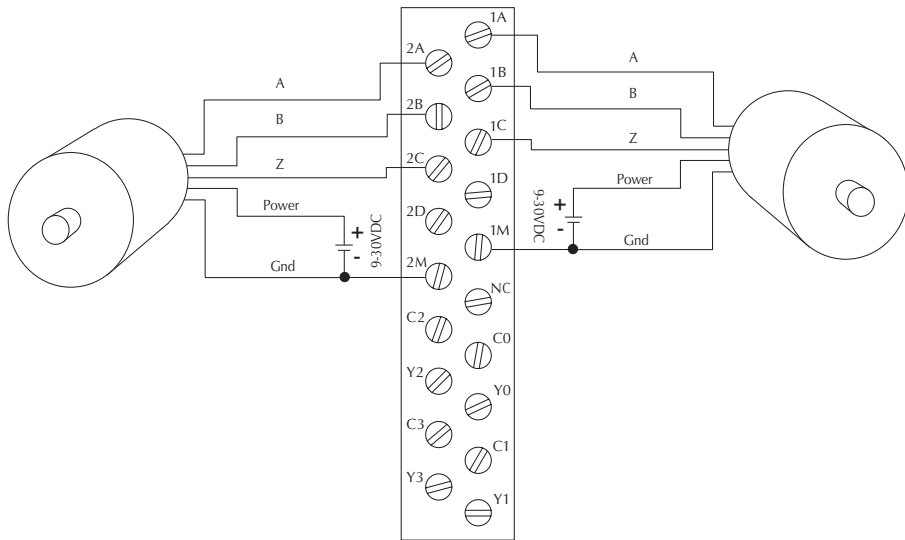 1A
2A
A
A
1B
B
2B
B
1C
Z
2C
Z
1D
Power
+
-
9-30VDC
Power
2D
+
-
9-30VDC
1M
Gnd
2M
Gnd
NC
C2
C0
Y2
Y0
C3
C1
Y3
Y1